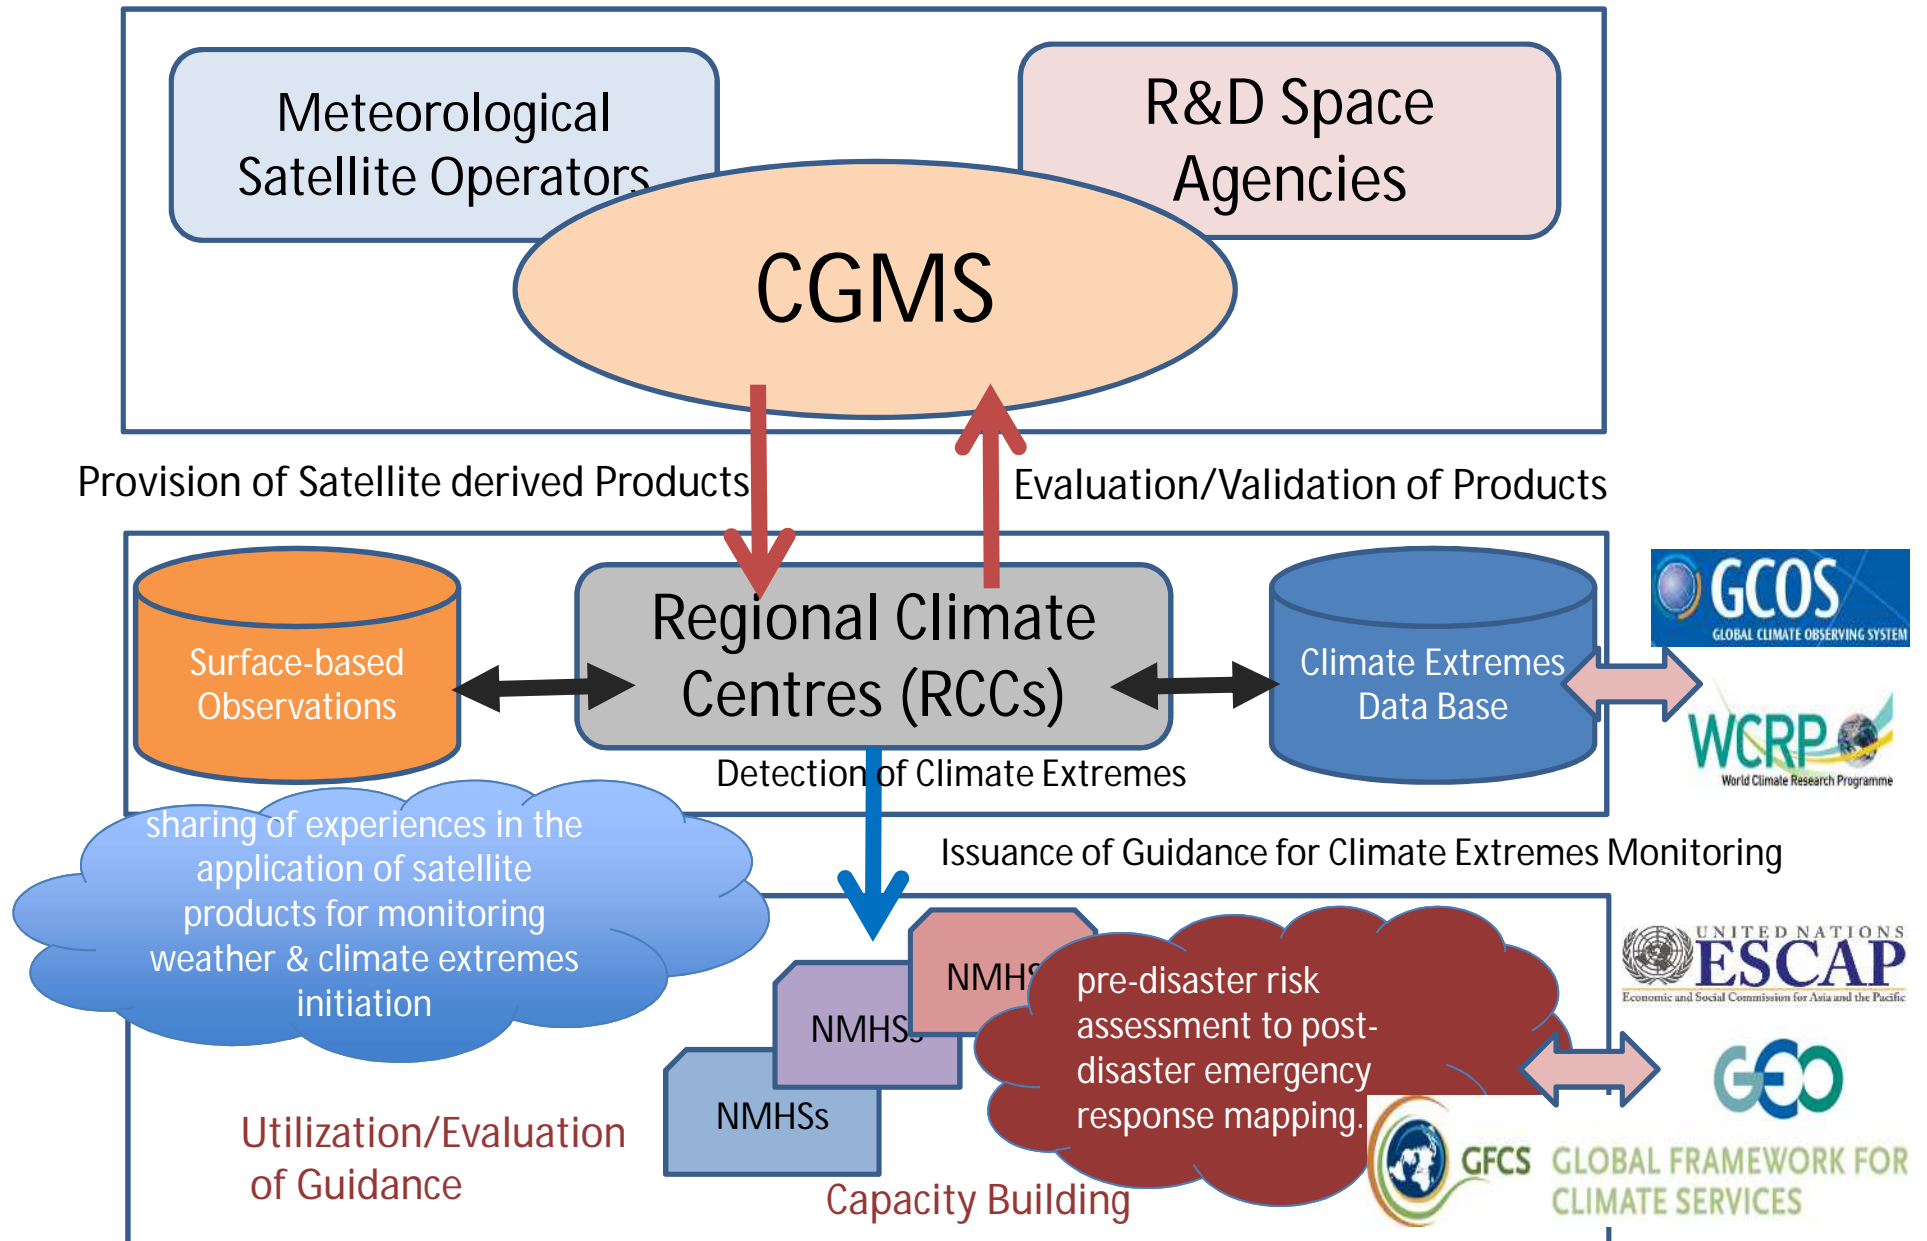 Meteorological
Satellite Operators
R&D Space
Agencies
CGMS
Provision of Satellite derived Products
Evaluation/Validation of Products
Surface-based
Observations
Regional Climate
Centres (RCCs)
Climate Extremes
Data Base
GCOS
GLOBAL CLIMATE OBSERVING SYSTEM
WCRP
World Climate Research Programme
Detection of Climate Extremes
sharing of experiences in the
application of satellite
products for monitoring
weather & climate extremes
initiation
Issuance of Guidance for Climate Extremes Monitoring
NMHS
NMHSs
NMHSs
pre-disaster risk
assessment to post-
disaster emergency
response mapping.
UNITED NATIONS
ESCAP
Economic and Social Commission for Asia and the Pacific
GEO
Utilization/Evaluation
of Guidance
Capacity Building
GFCS
GLOBAL FRAMEWORK FOR
CLIMATE SERVICES